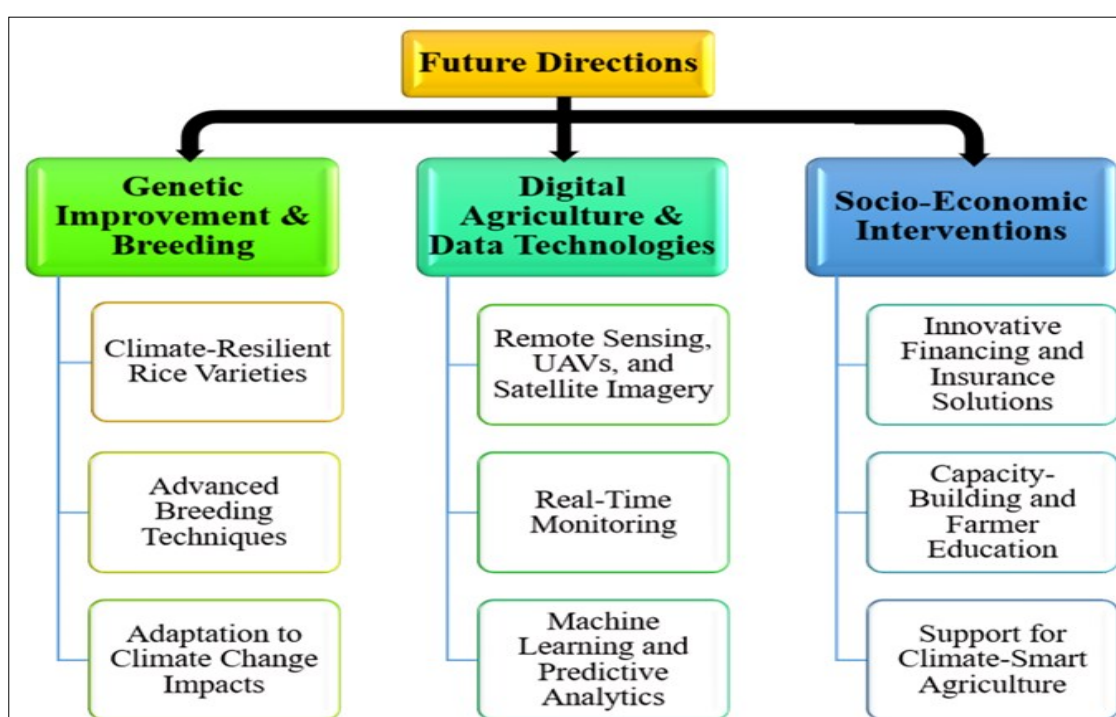 Future Directions
Genetic
Improvement &
Breeding
Climate-Resilient
Rice Varieties
Advanced
Breeding
Techniques
Adaptation to
Climate Change
Impacts
Digital
Agriculture &
Data Technologies
Remote Sensing,
UAVs, and
Satellite Imagery
Real-Time
Monitoring
Machine
Learning and
Predictive
Analytics
Socio-Economic
Interventions
Innovative
Financing and
Insurance
Solutions
Capacity-
Building and
Farmer
Education
Support for
Climate-Smart
Agriculture